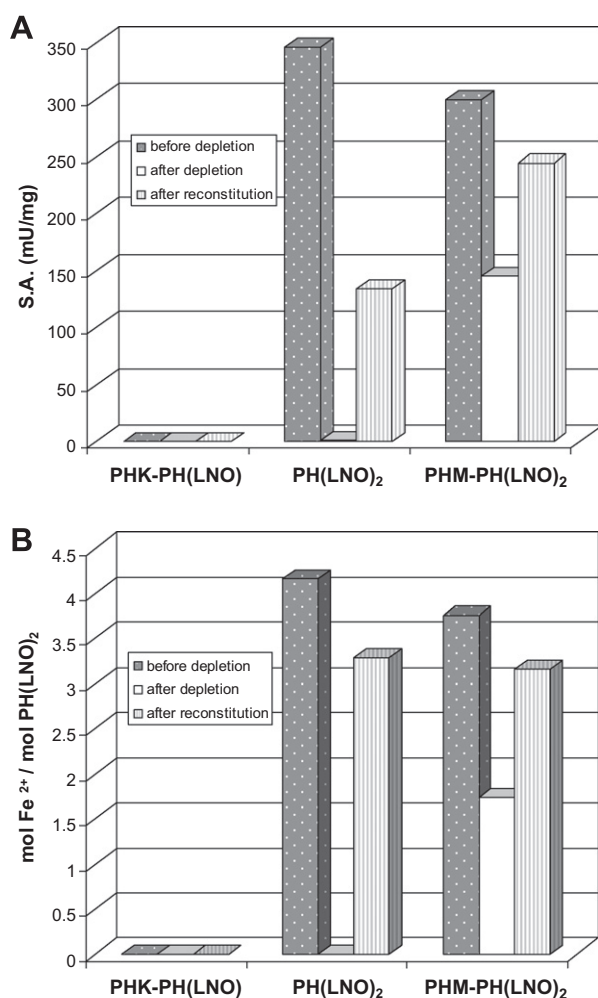 A
S.A. (mU/mg)
350
300
250
200
150
100
50
0
before depletion
after depletion
after reconstitution
PHK-PH(LNO) PH(LNO)₂ PHM-PH(LNO)₂
B
mol Fe ²⁺ / mol PH(LNO)₂
4.5
4
3.5
3
2.5
2
1.5
1
0.5
0
before depletion
after depletion
after reconstitution
PHK-PH(LNO) PH(LNO)₂ PHM-PH(LNO)₂